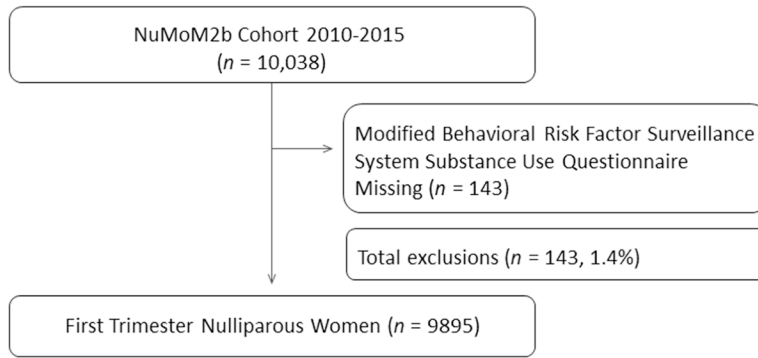 NuMoM2b Cohort 2010-2015
(n = 10,038)
Modified Behavioral Risk Factor Surveillance
System Substance Use Questionnaire
Missing (n = 143)
Total exclusions (n = 143, 1.4%)
First Trimester Nulliparous Women (n = 9895)